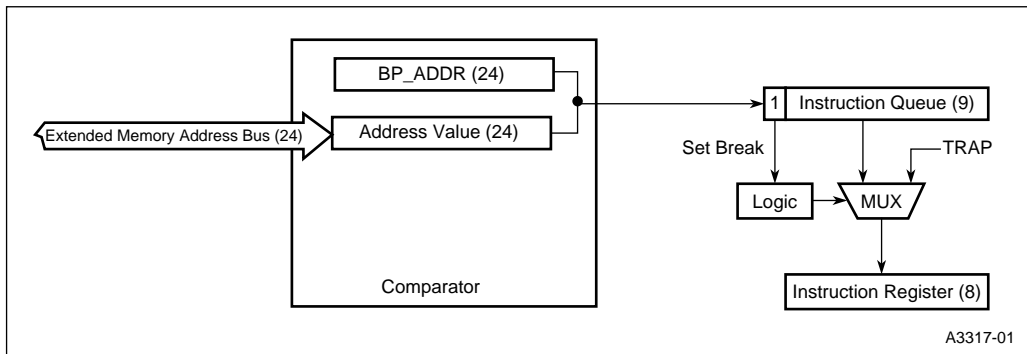 BP_ADDR (24)
1 Instruction Queue (9)
Extended Memory Address Bus (24)
Address Value (24)
Set Break
TRAP
Logic
MUX
Comparator
Instruction Register (8)
A3317-01